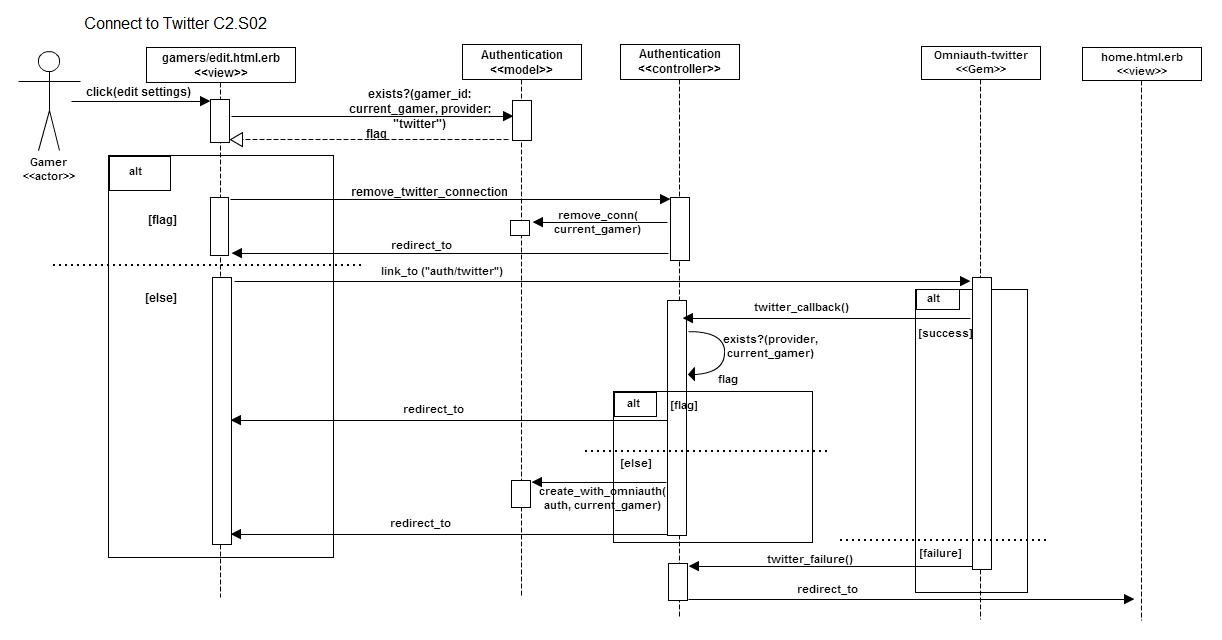 Connect to Twitter C2.S02
gamers/edit.html.erb
<<view>>
Authentication
<<model>>
Authentication
<<controller>>
Omniauth-twitter
<<Gem>>
home.html.erb
<<view>>
Gamer
<<actor>>
click(edit settings)
exists?(gamer_id:
current_gamer, provider:
"twitter")
flag
alt
[flag]
remove_twitter_connection
remove_conn(
current_gamer)
redirect_to
link_to ("auth/twitter")
[else]
alt
twitter_callback()
[success]
exists?(provider,
current_gamer)
flag
alt
[flag]
redirect_to
[else]
create_with_omniauth(
auth, current_gamer)
redirect_to
[failure]
twitter_failure()
redirect_to